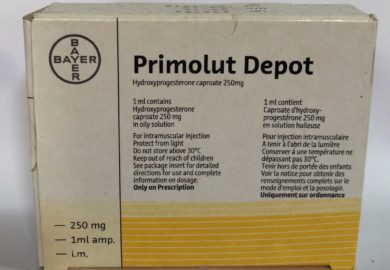 BAYER
BAYER
Primolut Depot
Hydroxyprogesterone caproate 250mg
1 ml contains
Hydroxyprogesterone
caproate 250 mg
in oily solution
For intramuscular injection
Protect from light
Do not store above 30°C
Keep out of reach of children
See package insert for detailed
directions for use and complete
information on dosage.
Only on Prescription
1 ml contient
Caproate d'hydroxy-
progestérone 250 mg
en solution huileuse
Pour injection intramusculaire
A tenir à l'abri de la lumière
Conserver à une température ne
dépassant pas 30°C.
Tenir hors de portée des enfants
Voir la notice pour obtenir des
renseignements complets sur le
mode d'emploi et la posologie.
Uniquement sur ordonnance
250 mg
1ml amp.
i.m.